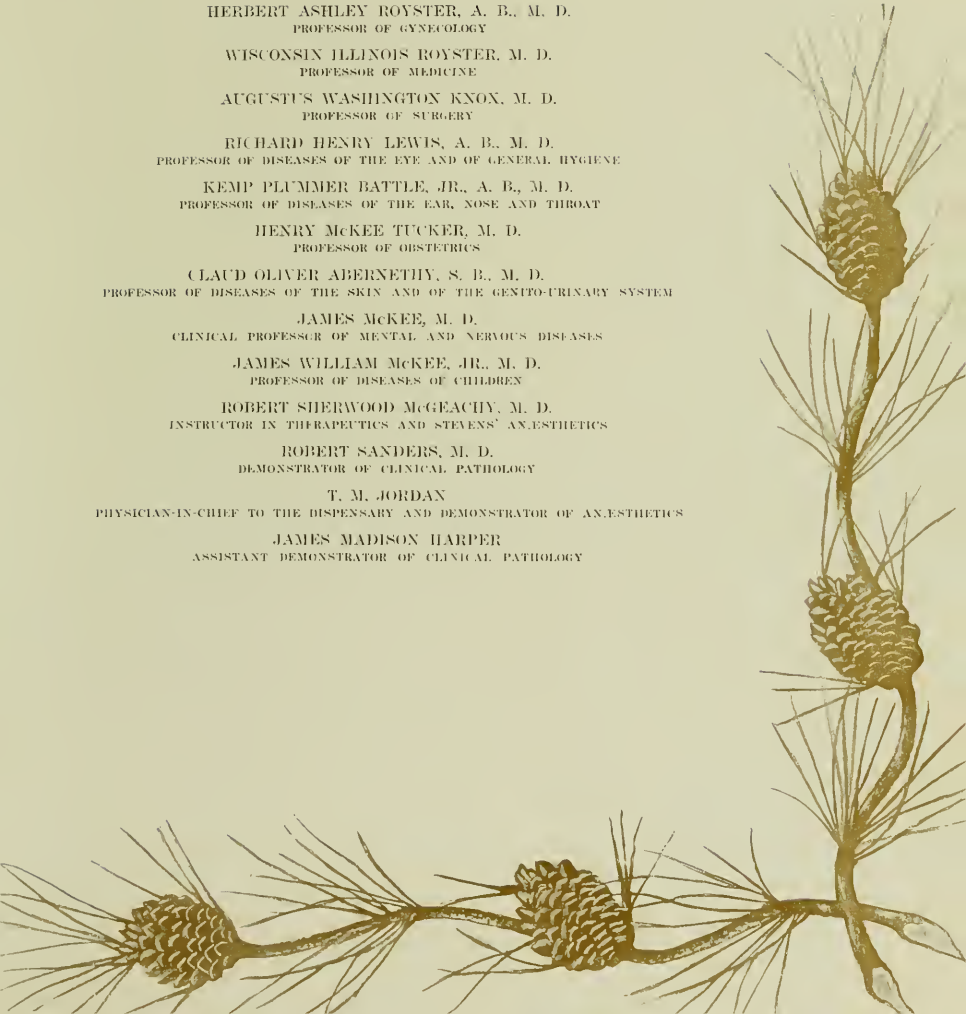 HERBERT ASHLEY ROYSTER, A. B., M. D.
PROFESSOR OF GYNECOLOGY
WISCONSIN ILLINOIS ROYSTER, M. D.
PROFESSOR OF MEDICINE
AUGUSTUS WASHINGTON KNOX, M. D.
PROFESSOR OF SURGERY
RICHARD HENRY LEWIS, A. B., M. D.
PROFESSOR OF DISEASES OF THE EYE AND OF GENERAL HYGIENE
KEMP PLUMMER BATTLE, JR., A. B., M. D.
PROFESSOR OF DISEASES OF THE EAR, NOSE AND THROAT
HENRY McKEE TUCKER, M. D.
PROFESSOR OF OBSTETRICS
CLAUD OLIVER ABERNETHY, S. B., M. D.
PROFESSOR OF DISEASES OF THE SKIN AND OF THE GENITO-URINARY SYSTEM
JAMES McKEE, M. D.
CLINICAL PROFESSOR OF MENTAL AND NERVOUS DISEASES
JAMES WILLIAM McKEE, JR., M. D.
PROFESSOR OF DISEASES OF CHILDREN
ROBERT SHERWOOD McGEACHY, M. D.
INSTRUCTOR IN THERAPEUTICS AND STEVENS' ANÆSTHETICS
ROBERT SANDERS, M. D.
DEMONSTRATOR OF CLINICAL PATHOLOGY
T. M. JORDAN
PHYSICIAN-IN-CHIEF TO THE DISPENSARY AND DEMONSTRATOR OF ANÆSTHETICS
JAMES MADISON HARPER
ASSISTANT DEMONSTRATOR OF CLINICAL PATHOLOGY